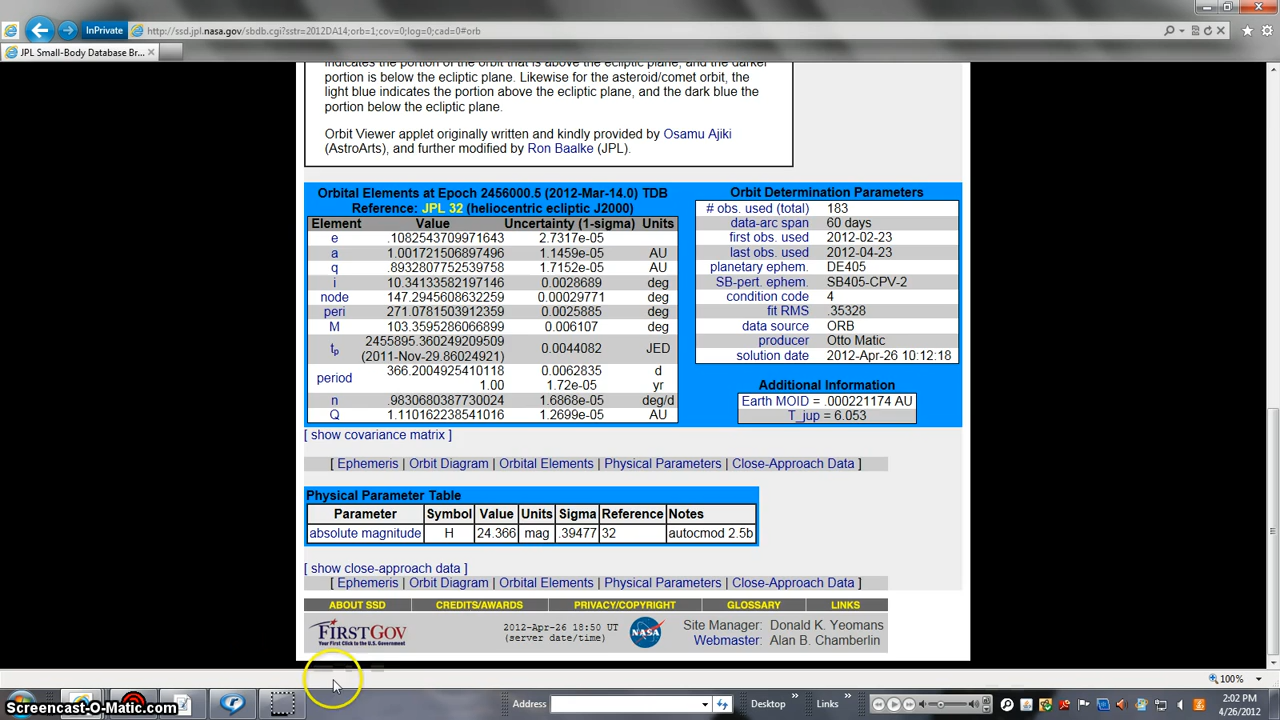 InPrivate
http://ssd.jpl.nasa.gov/sbdb.cgi?sstr=2012DA14;orb=1;cov=0;log=0;cad=0#orb
JPL Small-Body Database Br...
indicates the portion of the orbit that is above the ecliptic plane, and the darker
portion is below the ecliptic plane. Likewise for the asteroid/comet orbit, the
light blue indicates the portion above the ecliptic plane, and the dark blue the
portion below the ecliptic plane.
Orbit Viewer applet originally written and kindly provided by Osamu Ajiki
(AstroArts), and further modified by Ron Baalke (JPL).
Orbital Elements at Epoch 2456000.5 (2012-Mar-14.0) TDB
Reference: JPL 32 (heliocentric ecliptic J2000)
Element Value Uncertainty (1-sigma) Units
e .1082543709971643 2.7317e-05
a 1.001721506897496 1.1459e-05 AU
q .8932807752539758 1.7152e-05 AU
i 10.34133582197146 0.0028689 deg
node 147.2945608632259 0.00029771 deg
peri 271.0781503912359 0.0025885 deg
M 103.3595286066899 0.006107 deg
tp 2455895.360249209509 0.0044082 JED
(2011-Nov-29.86024921)
period 366.2004925410118 0.0062835 d
1.00 1.72e-05 yr
n .9830680387730024 1.6868e-05 deg/d
Q 1.110162238541016 1.2699e-05 AU
Orbit Determination Parameters
# obs. used (total) 183
data-arc span 60 days
first obs. used 2012-02-23
last obs. used 2012-04-23
planetary ephem. DE405
SB-pert. ephem. SB405-CPV-2
condition code 4
fit RMS .35328
data source ORB
producer Otto Matic
solution date 2012-Apr-26 10:12:18
Additional Information
Earth MOID = .000221174 AU
T_jup = 6.053
[ show covariance matrix ]
[ Ephemeris | Orbit Diagram | Orbital Elements | Physical Parameters | Close-Approach Data ]
Physical Parameter Table
Parameter Symbol Value Units Sigma Reference Notes
absolute magnitude H 24.366 mag .39477 32 autocmod 2.5b
[ show close-approach data ]
[ Ephemeris | Orbit Diagram | Orbital Elements | Physical Parameters | Close-Approach Data ]
ABOUT SSD CREDITS/AWARDS PRIVACY/COPYRIGHT GLOSSARY LINKS
FIRSTGOV
Your First Click to the U.S. Government
2012-Apr-26 18:50 UT
(server date/time)
NASA
Site Manager: Donald K. Yeomans
Webmaster: Alan B. Chamberlin
100%
Screencast-O-Matic.com
Address
Desktop
Links
2:02 PM
4/26/2012